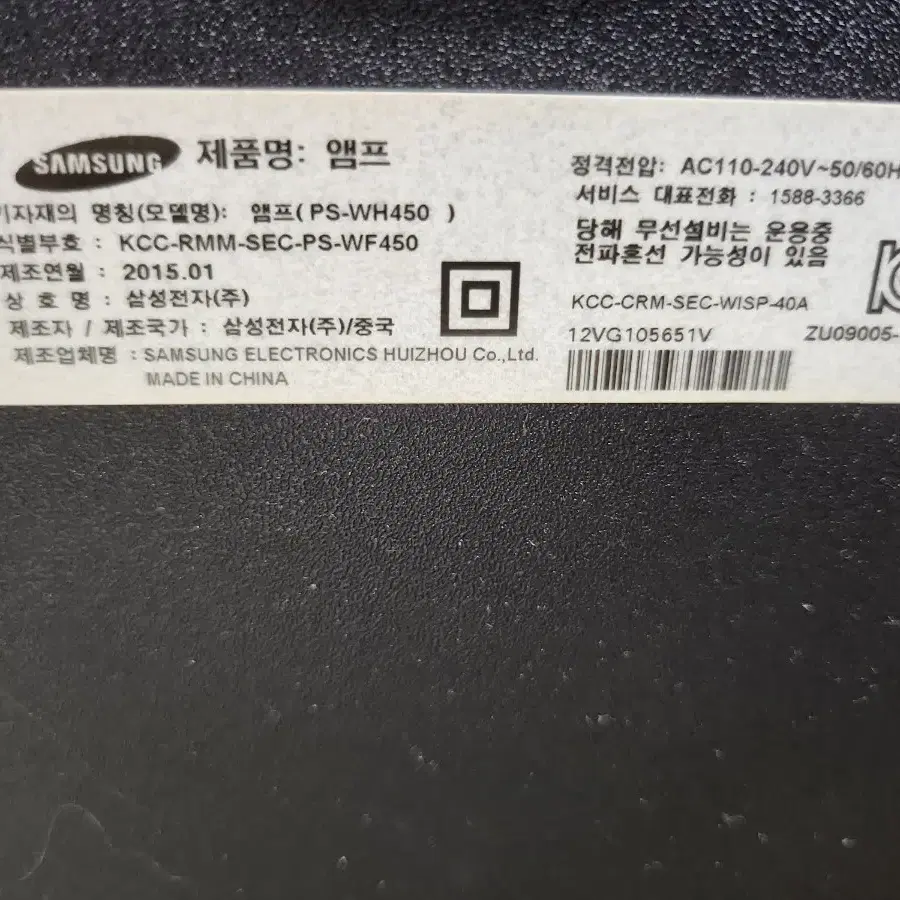 SAMSUNG 제품명: 앰프
기자재의 명칭(모델명): 앰프( PS-WH450 )
식별부호 : KCC-RMM-SEC-PS-WF450
제조연월 : 2015.01
상 호 명 : 삼성전자(주)
제조자 / 제조국가 : 삼성전자(주)/중국
제조업체명 : SAMSUNG ELECTRONICS HUIZHOU Co.,Ltd.
MADE IN CHINA
정격전압: AC110-240V~50/60H
서비스 대표전화 : 1588-3366
당해 무선설비는 운용중
전파혼선 가능성이 있음
KCC-CRM-SEC-WISP-40A
12VG105651V ZU09005-